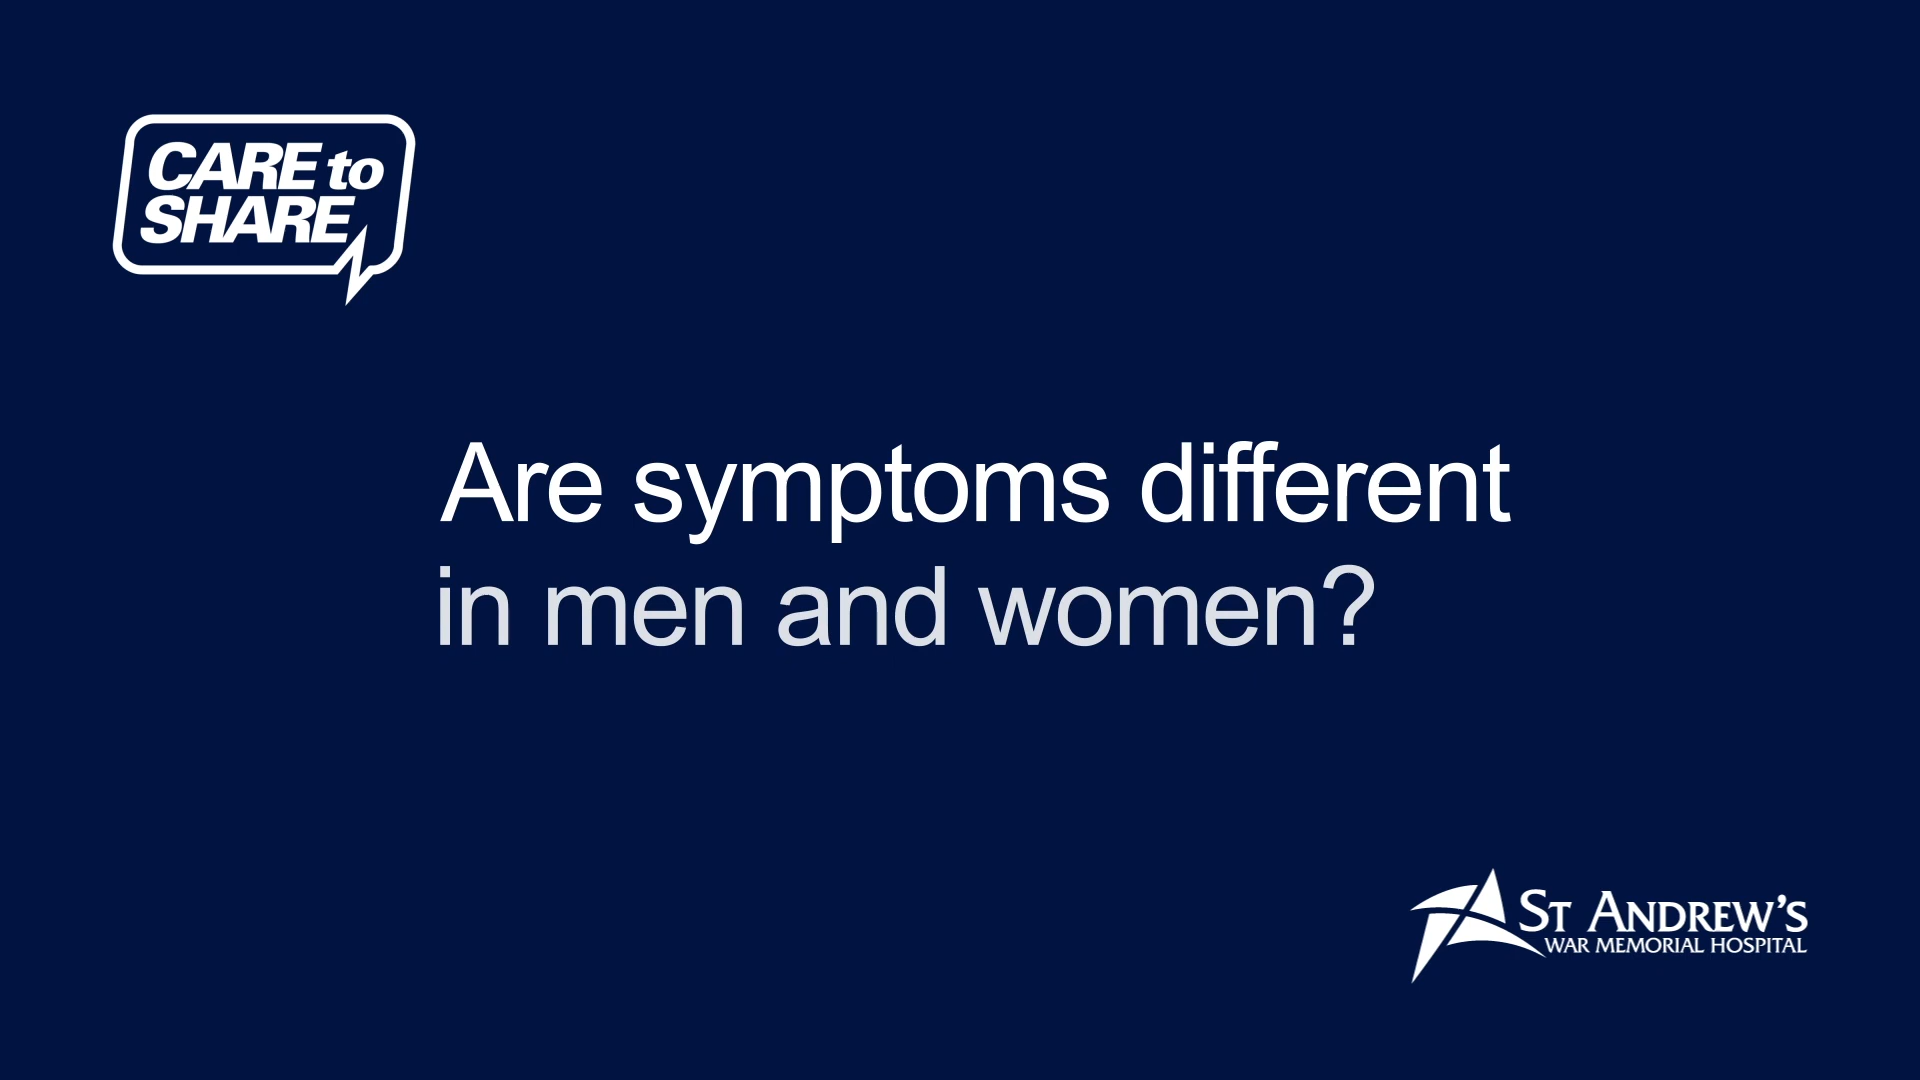 CARE to
SHARE
Are symptoms different
in men and women?
ST ANDREW'S
WAR MEMORIAL HOSPITAL